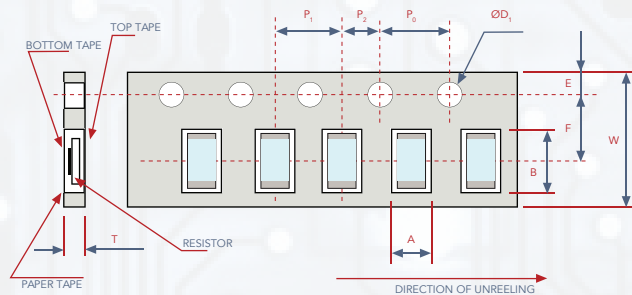 P₁ P₂ P₀ ØD₁
TOP TAPE
BOTTOM TAPE
E
F
W
B
A
T
RESISTOR
PAPER TAPE
DIRECTION OF UNREELING